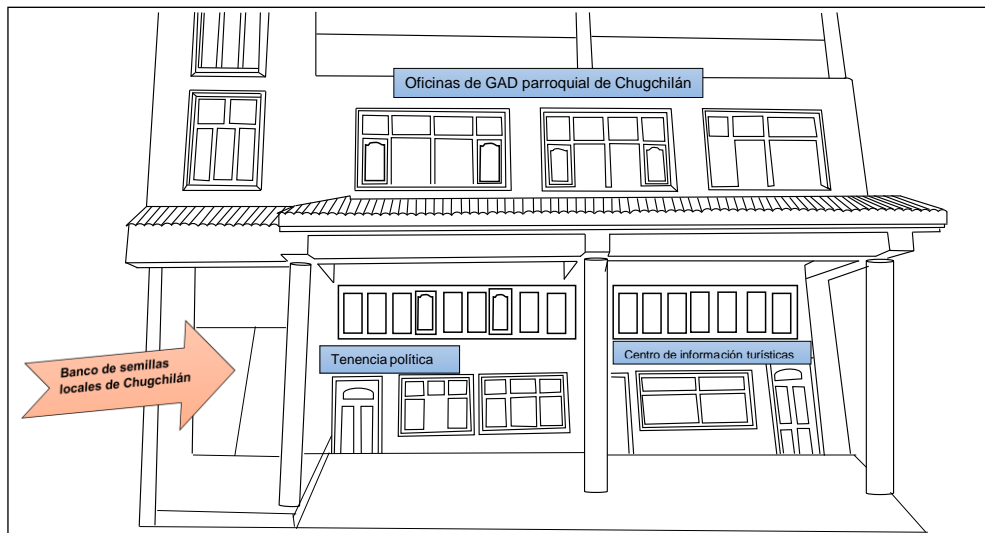 Oficinas de GAD parroquial de Chugchilán
Tenencia política
Centro de información turísticas
Banco de semillas
locales de Chugchilán